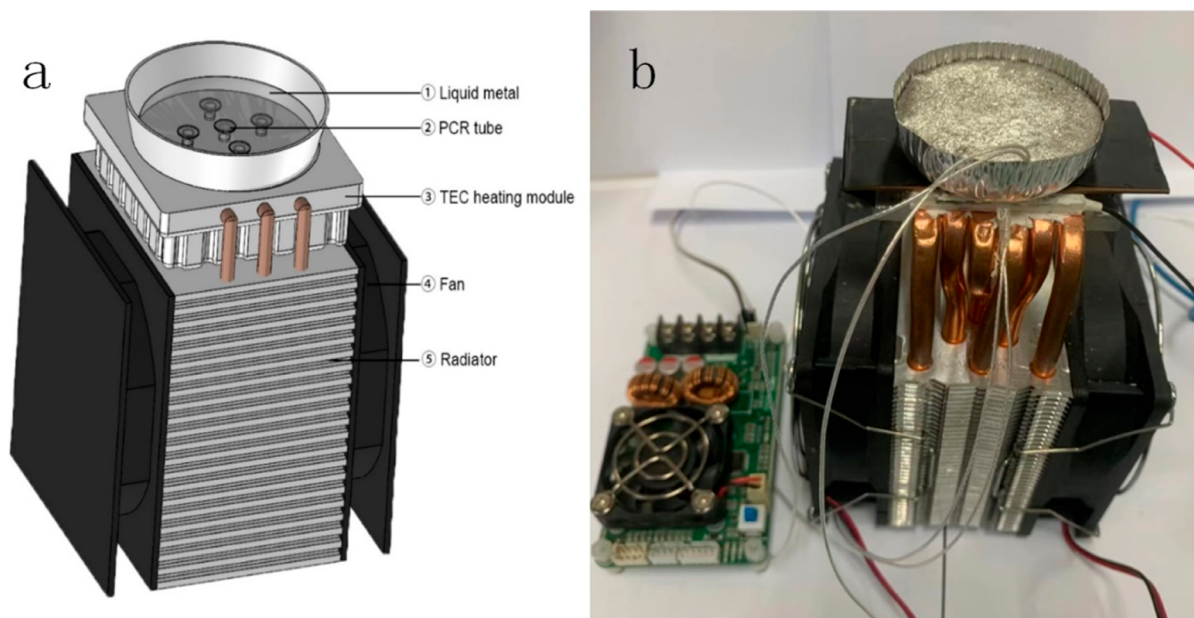 a
① Liquid metal
② PCR tube
③ TEC heating module
④ Fan
⑤ Radiator
b